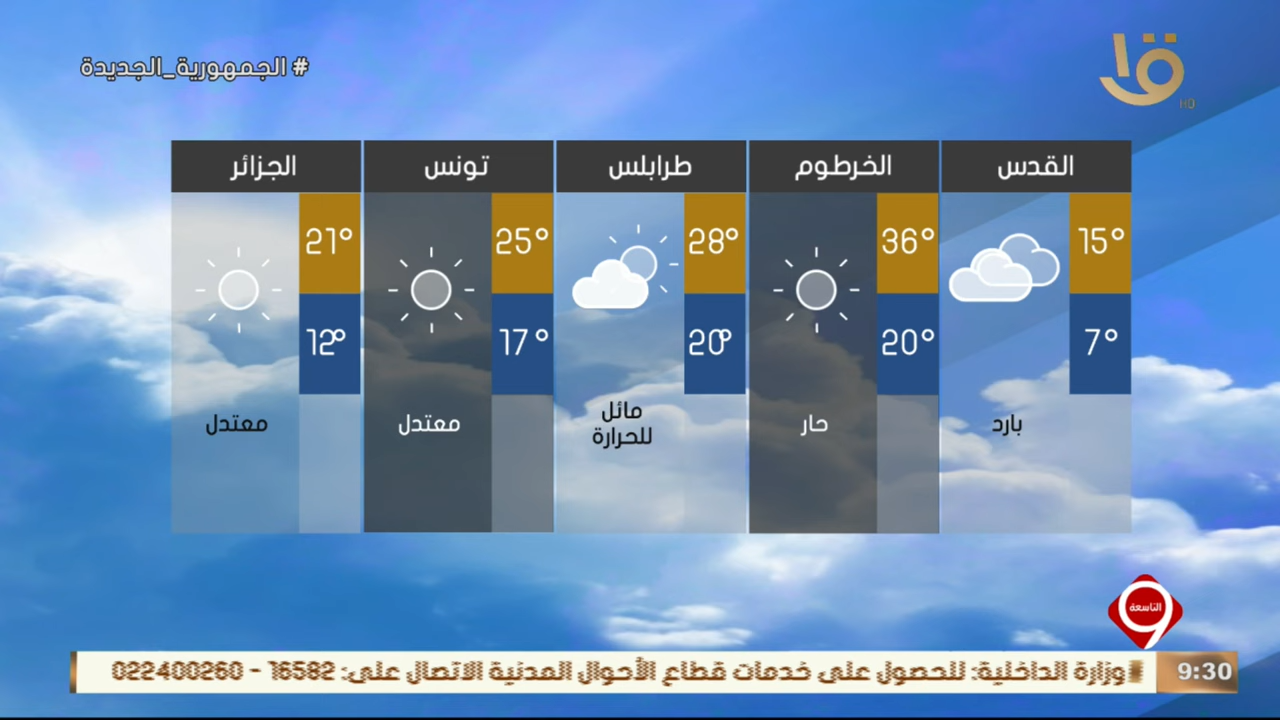 #الجمهورية_الجديدة
HD
القدس
15°
7°
بارد
الخرطوم
36°
20°
حار
طرابلس
28°
20°
مائل
للحرارة
تونس
25°
17°
معتدل
الجزائر
21°
12°
معتدل
التاسعة
9
9:30
وزارة الداخلية: للحصول على خدمات قطاع الأحوال المدنية الاتصال على: 16582 - 022400260